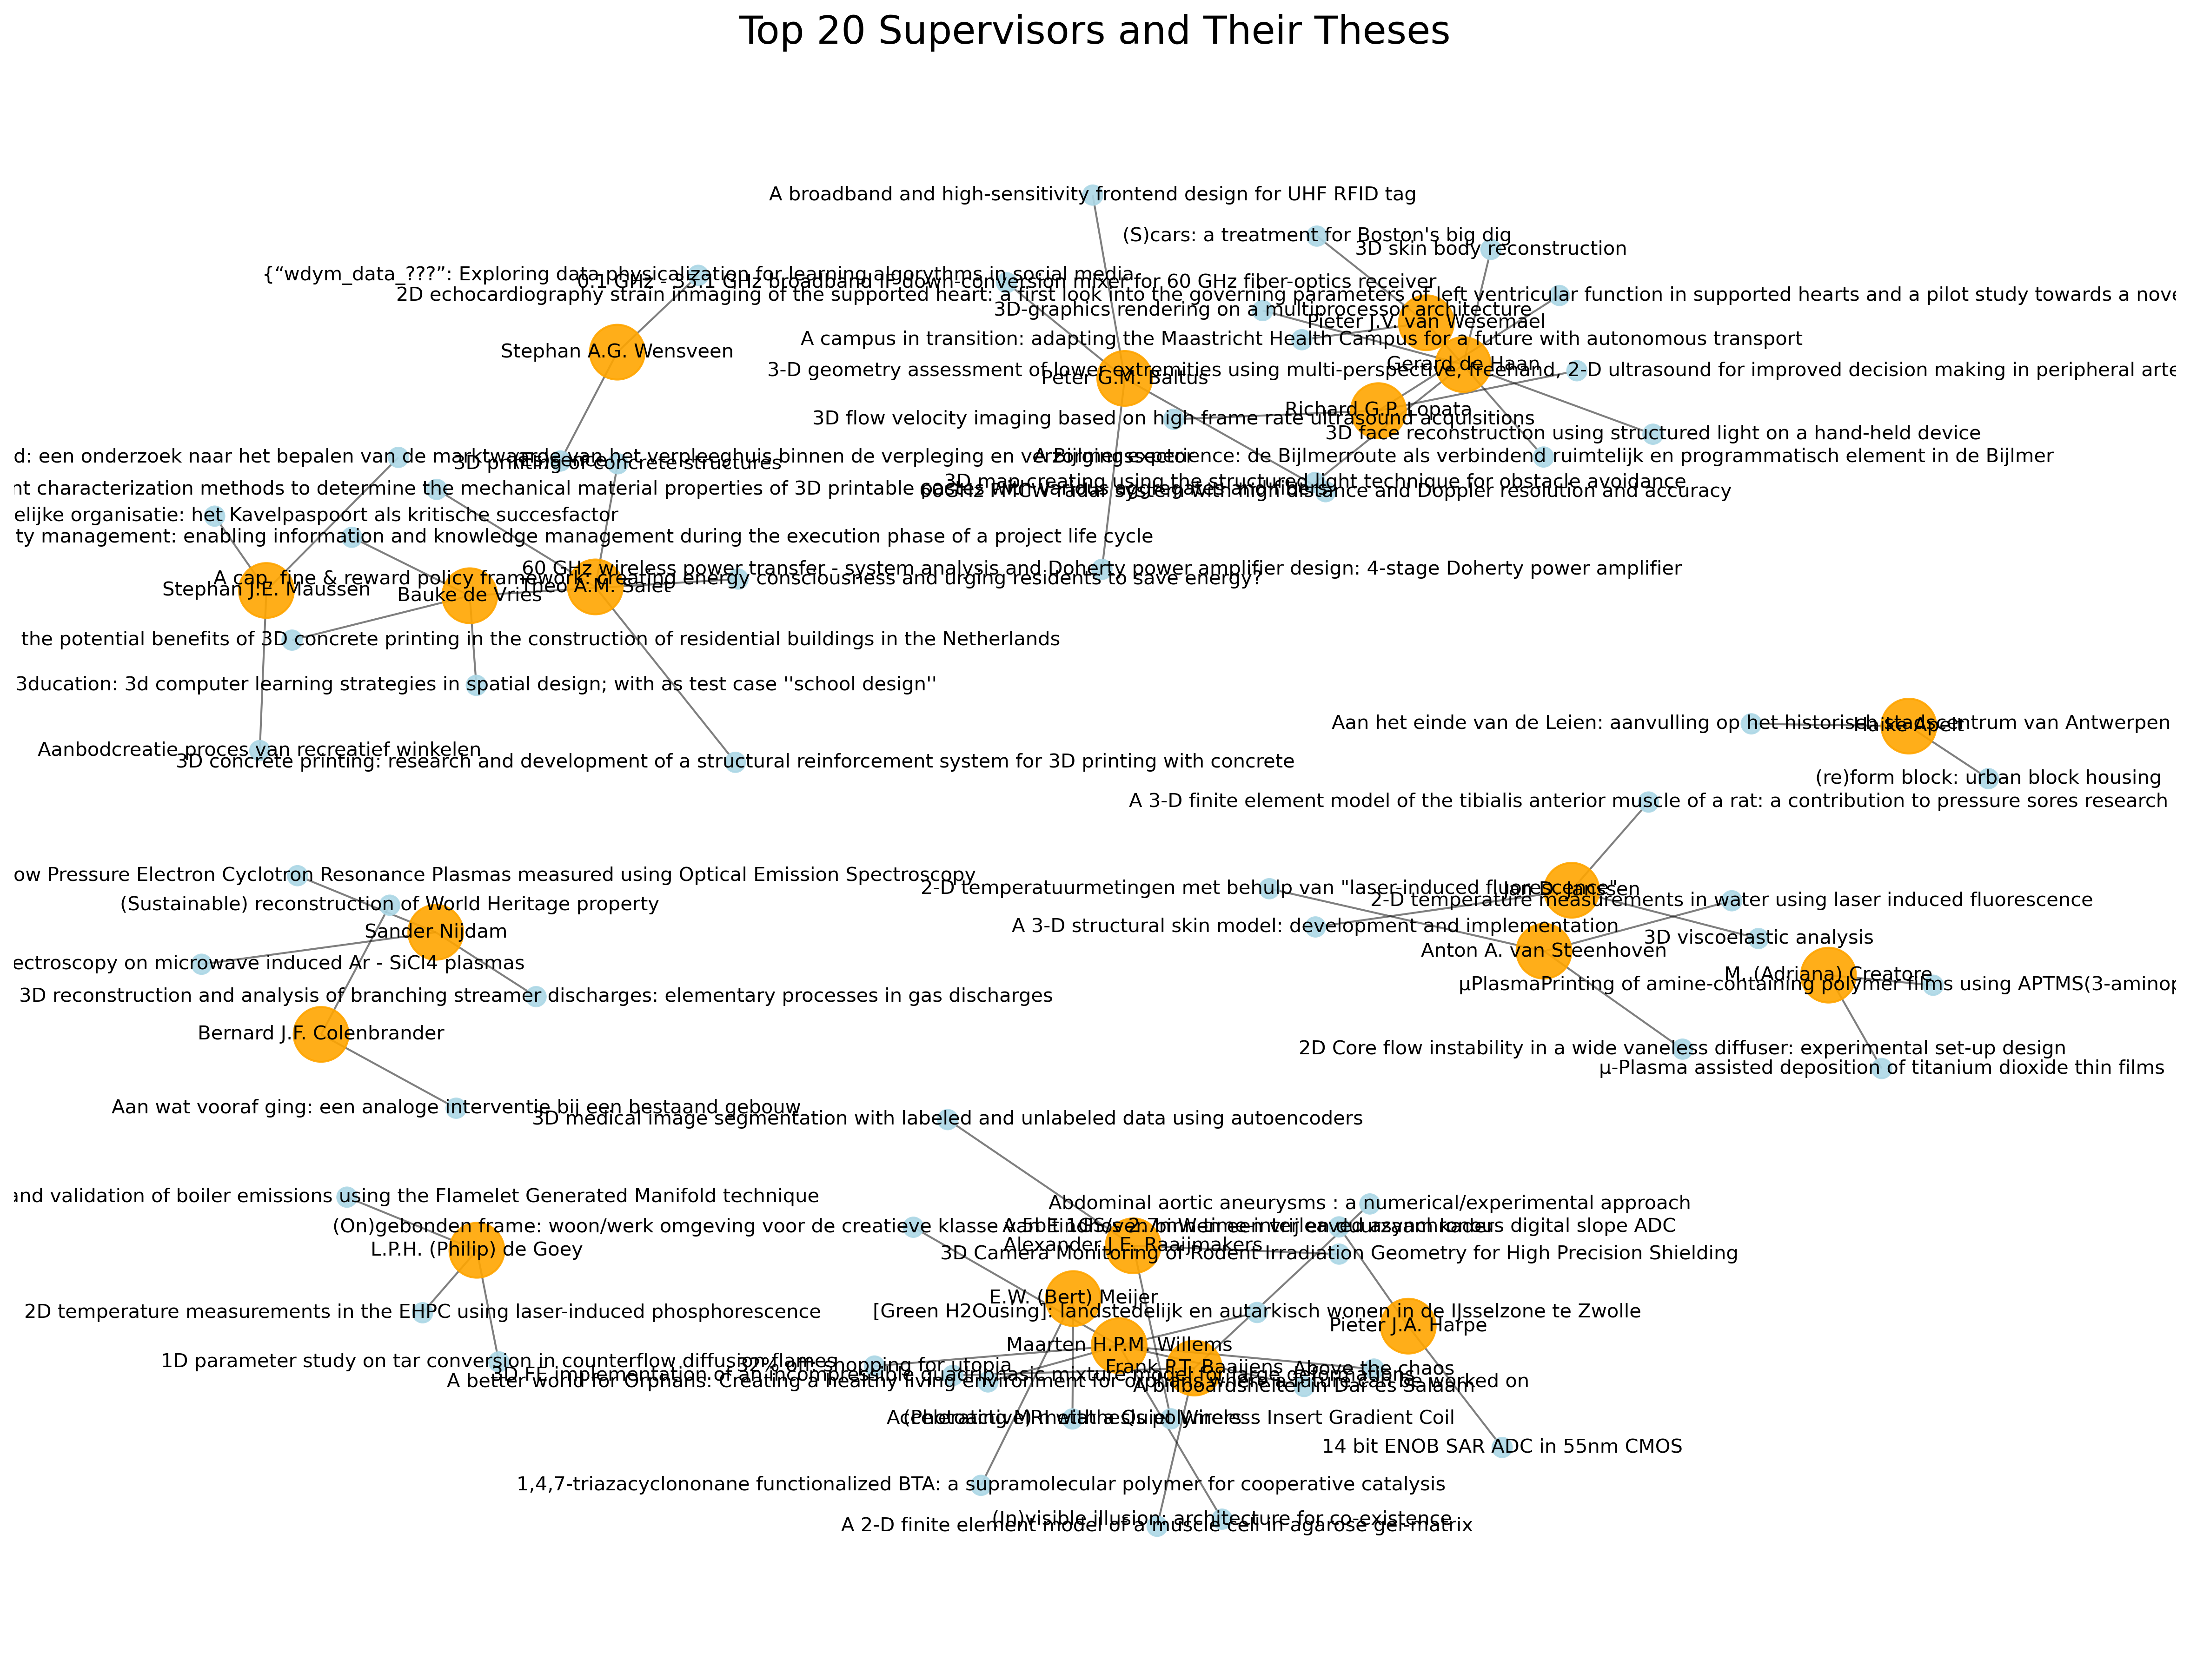 Top 20 Supervisors and Their Theses
A broadband and high-sensitivity frontend design for UHF RFID tag
(S)cars: a treatment for Boston's big dig
3D skin body reconstruction
{“wdym_data_???”: Exploring data physicalization for learning algorythms in social media
0.1 GHz - 35.1 GHz broadband IF down-conversion mixer for 60 GHz fiber-optics receiver
2D echocardiography strain inmaging of the supported heart: a first look into the governing parameters of left ventricular function in supported hearts and a pilot study towards a nove
3D-graphics rendering on a multiprocessor architecture
Pieter J.V. van Wesemael
A campus in transition: adapting the Maastricht Health Campus for a future with autonomous transport
Stephan A.G. Wensveen
Gerard de Haan
3-D geometry assessment of lower extremities using multi-perspective, freehand, 2-D ultrasound for improved decision making in peripheral arte
Peter G.M. Baltus
Richard G.P. Lopata
3D flow velocity imaging based on high frame rate ultrasound acquisitions
3D face reconstruction using structured light on a hand-held device
d: een onderzoek naar het bepalen van de marktwaarde van het verpleeghuis binnen de verpleging en verzorgingssector
A Bijlmer experience: de Bijlmerroute als verbindend ruimtelijk en programmatisch element in de Bijlmer
3D printing of concrete structures
3D map creating using the structured light technique for obstacle avoidance
nt characterization methods to determine the mechanical material properties of 3D printable
60GHz FMCW radar system with high distance and Doppler resolution and accuracy
elijke organisatie: het Kavelpaspoort als kritische succesfactor
ty management: enabling information and knowledge management during the execution phase of a project life cycle
60 GHz wireless power transfer - system analysis and Doherty power amplifier design: 4-stage Doherty power amplifier
A cap, fine & reward policy framework: creating energy consciousness and urging residents to save energy?
Stephan J.E. Maussen
Bauke de Vries
Theo A.M. Salet
the potential benefits of 3D concrete printing in the construction of residential buildings in the Netherlands
3ducation: 3d computer learning strategies in spatial design; with as test case ''school design''
Aan het einde van de Leien: aanvulling op het historisch stadscentrum van Antwerpen
Haike Apelt
Aanbodcreatie proces van recreatief winkelen
3D concrete printing: research and development of a structural reinforcement system for 3D printing with concrete
(re)form block: urban block housing
A 3-D finite element model of the tibialis anterior muscle of a rat: a contribution to pressure sores research
ow Pressure Electron Cyclotron Resonance Plasmas measured using Optical Emission Spectroscopy
2-D temperatuurmetingen met behulp van "laser-induced fluorescence"
Jan D. Janssen
2-D temperature measurements in water using laser induced fluorescence
(Sustainable) reconstruction of World Heritage property
A 3-D structural skin model: development and implementation
Sander Nijdam
3D viscoelastic analysis
Anton A. van Steenhoven
ectroscopy on microwave induced Ar - SiCl4 plasmas
M. (Adriana) Creatore
µPlasmaPrinting of amine-containing polymer films using APTMS(3-aminop
3D reconstruction and analysis of branching streamer discharges: elementary processes in gas discharges
Bernard J.F. Colenbrander
2D Core flow instability in a wide vaneless diffuser: experimental set-up design
µ-Plasma assisted deposition of titanium dioxide thin films
Aan wat vooraf ging: een analoge interventie bij een bestaand gebouw
3D medical image segmentation with labeled and unlabeled data using autoencoders
and validation of boiler emissions using the Flamelet Generated Manifold technique
Abdominal aortic aneurysms : a numerical/experimental approach
(On)gebonden frame: woon/werk omgeving voor de creatieve klasse van Eindhoven binnen een vrij en duurzaam kader
A 5bit 1GS/s 2.7mW time-interleaved asynchronous digital slope ADC
Alexander J.E. Raaijmakers
L.P.H. (Philip) de Goey
3D Camera Monitoring of Rodent Irradiation Geometry for High Precision Shielding
E.W. (Bert) Meijer
2D temperature measurements in the EHPC using laser-induced phosphorescence
[Green H2Ousing]: landstedelijk en autarkisch wonen in de IJsselzone te Zwolle
Pieter J.A. Harpe
Maarten H.P.M. Willems
1D parameter study on tar conversion in counterflow diffusion flames
32% off: shopping for utopia
Frank P.T. Baaijens
Above the chaos
3D FE implementation of an incompressible quadriphasic mixture model for large deformations
A better world for Orphans: Creating a healthy living environment for orphans where a future can be worked on
A billboardshelter in Dar es Salaam
(Photoactive) metathesis polymers
Accelerating MRI with a Quiet Wireless Insert Gradient Coil
14 bit ENOB SAR ADC in 55nm CMOS
1,4,7-triazacyclononane functionalized BTA: a supramolecular polymer for cooperative catalysis
(In)visible illusion: architecture for co-existence
A 2-D finite element model of a muscle cell in agarose gel-matrix